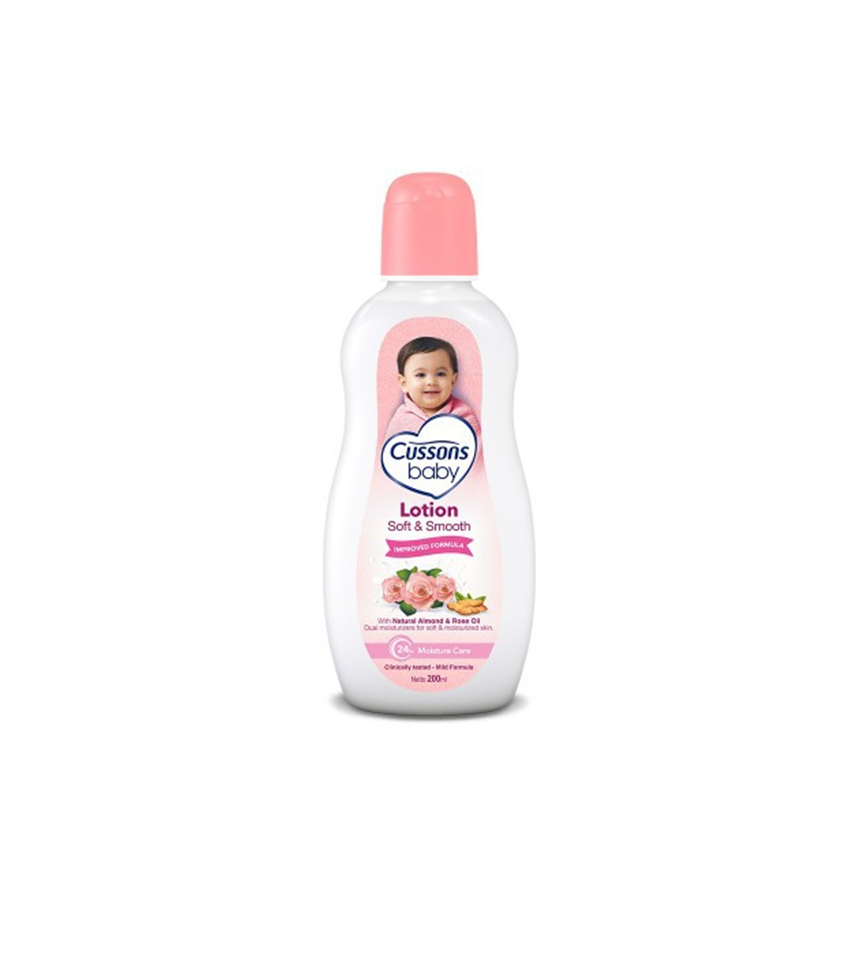 Cussons
baby
Lotion
Soft & Smooth
IMPROVED FORMULA
With Natural Almond & Rose Oil
Dual moisturizers for soft & moisturized skin.
24
Moisture Care
Clinically tested - Mild Formula
Netto 200ml